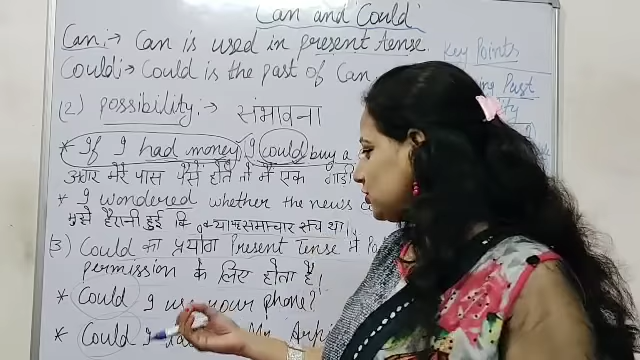 Can and Could
Can :→ Can is used in present tense.
Could :→ Could is the past of Can
(2) possibility :→ संभावना
* If I had money, I could buy a
अगर मेरे पास पैसे होते तो मैं एक गाड़ी
* I wondered whether the news
मुझे हैरानी हुई कि क्या समाचार सच था।
(3) Could का प्रयोग Present Tense में
permission के लिए होता है।
* Could I use your phone?
* Could I Mr.
Key Points
Past